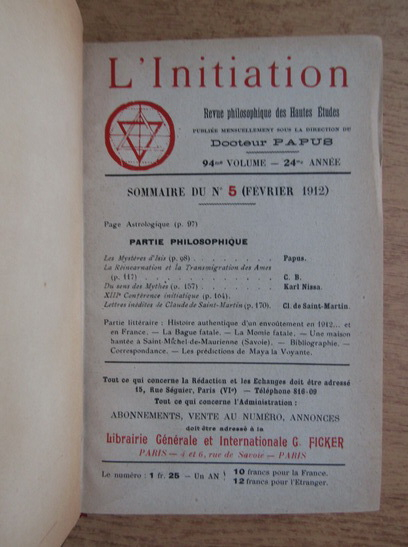 L'Initiation
Revue philosophique des Hautes Études
PUBLIÉE MENSUELLEMENT SOUS LA DIRECTION DE
Docteur PAPUS
94me VOLUME — 24me ANNÉE
SOMMAIRE DU No 5 (FÉVRIER 1912)
Page Astrologique (p. 97)
PARTIE PHILOSOPHIQUE
Les Mystères d'Isis (p. 98) . . . . . . . . Papus.
La Réincarnation et la Transmigration des Ames
(p. 117) . . . . . . . . . . . . C. B.
Du sens des Mythes (p. 157) . . . . . . . Karl Nissa.
XIIIe Conférence initiatique (p. 164).
Lettres inédites de Claude de Saint-Martin (p. 170). Cl. de Saint-Martin.
Partie littéraire : Histoire authentique d'un envoûtement en 1912... et
en France. — La Bague fatale. — La Momie fatale. — Une maison
hantée à Saint-Michel-de-Maurienne (Savoie). — Bibliographie. —
Correspondance. — Les prédictions de Maya la Voyante.
Tout ce qui concerne la Rédaction et les Echanges doit être adressé
15, Rue Séguier, Paris (VIe) — Téléphone 816-09
Tout ce qui concerne l'Administration :
ABONNEMENTS, VENTE AU NUMÉRO, ANNONCES
doit être adressé à la
Librairie Générale et Internationale G. FICKER
PARIS — 4 et 6, rue de Savoie — PARIS
Le numéro : 1 fr. 25 — Un AN { 10 francs pour la France.
12 francs pour l'Étranger.